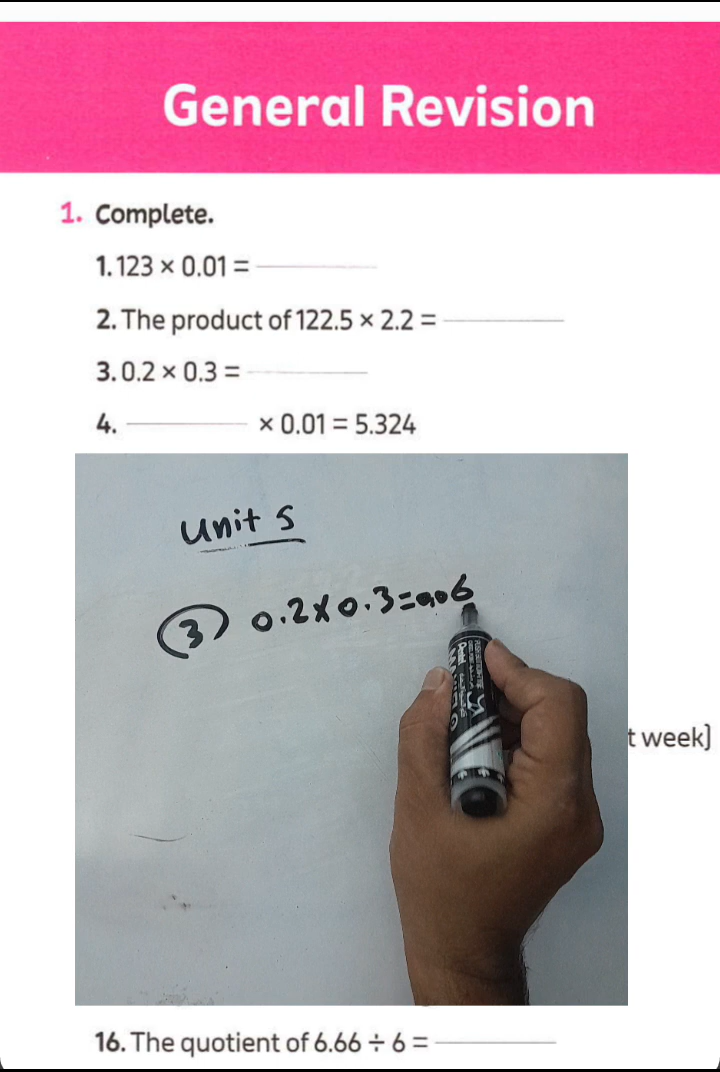 General Revision
1. Complete.
1. 123 × 0.01 =
2. The product of 122.5 × 2.2 =
3. 0.2 × 0.3 =
4. × 0.01 = 5.324
Unit 5
3 0.2 x 0.3 = 0.06
Pentel
t week]
16. The quotient of 6.66 ÷ 6 =